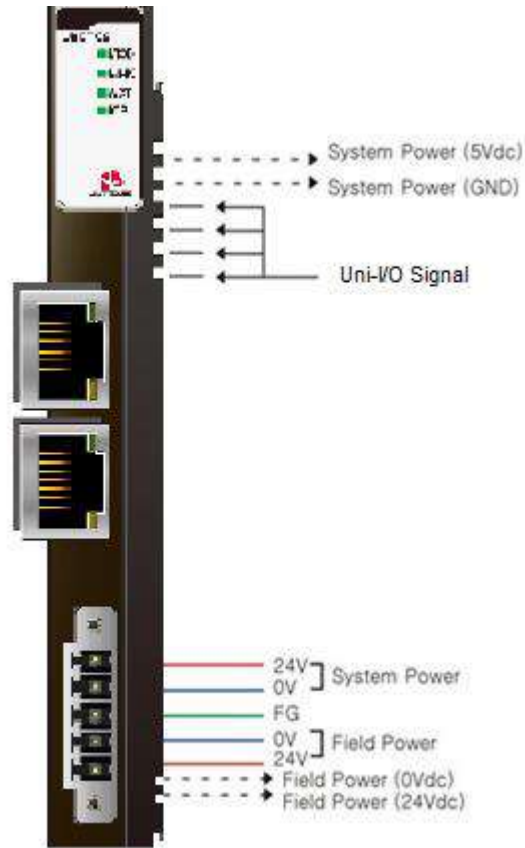 System Power (5Vdc)
System Power (GND)
Uni-I/O Signal
24V
0V
System Power
FG
0V
24V
Field Power
Field Power (0Vdc)
Field Power (24Vdc)